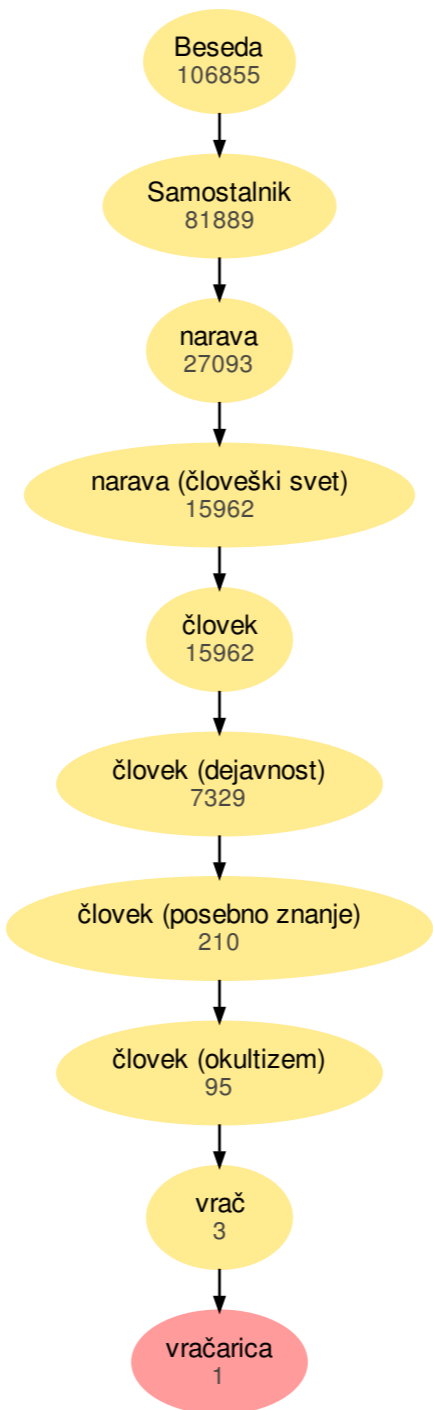 Beseda
106855
Samostalnik
81889
narava
27093
narava (človeški svet)
15962
človek
15962
človek (dejavnost)
7329
človek (posebno znanje)
210
človek (okultizem)
95
vrač
3
vračarica
1